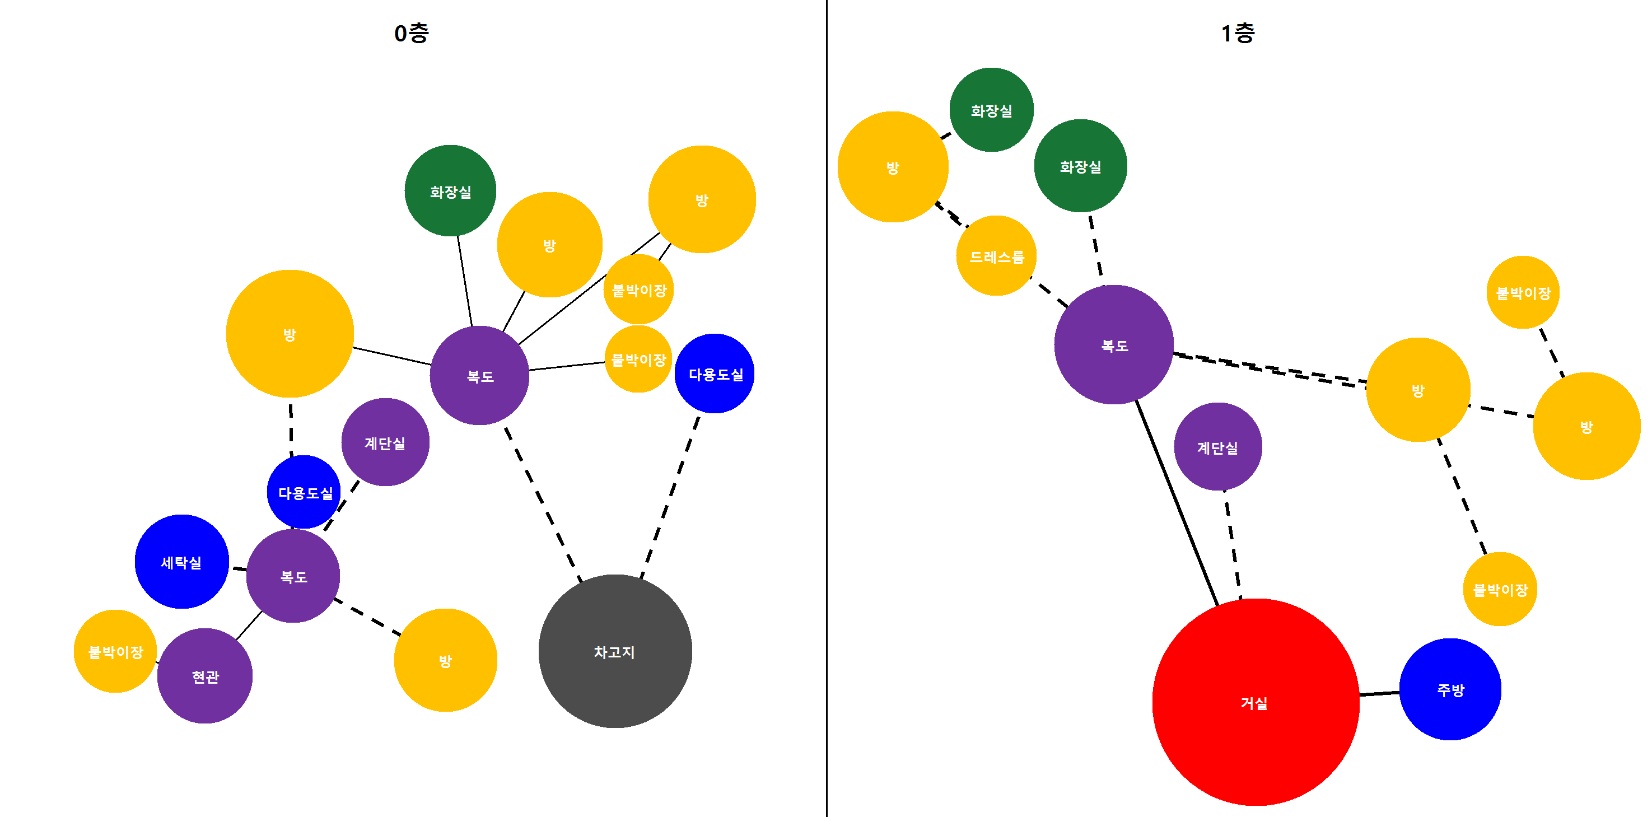 0층
화장실
방
방
붙박이장
방
붙박이장
다용도실
복도
계단실
다용도실
세탁실
복도
붙박이장
현관
방
차고지
1층
화장실
방
화장실
드레스룸
붙박이장
복도
방
방
계단실
붙박이장
거실
주방